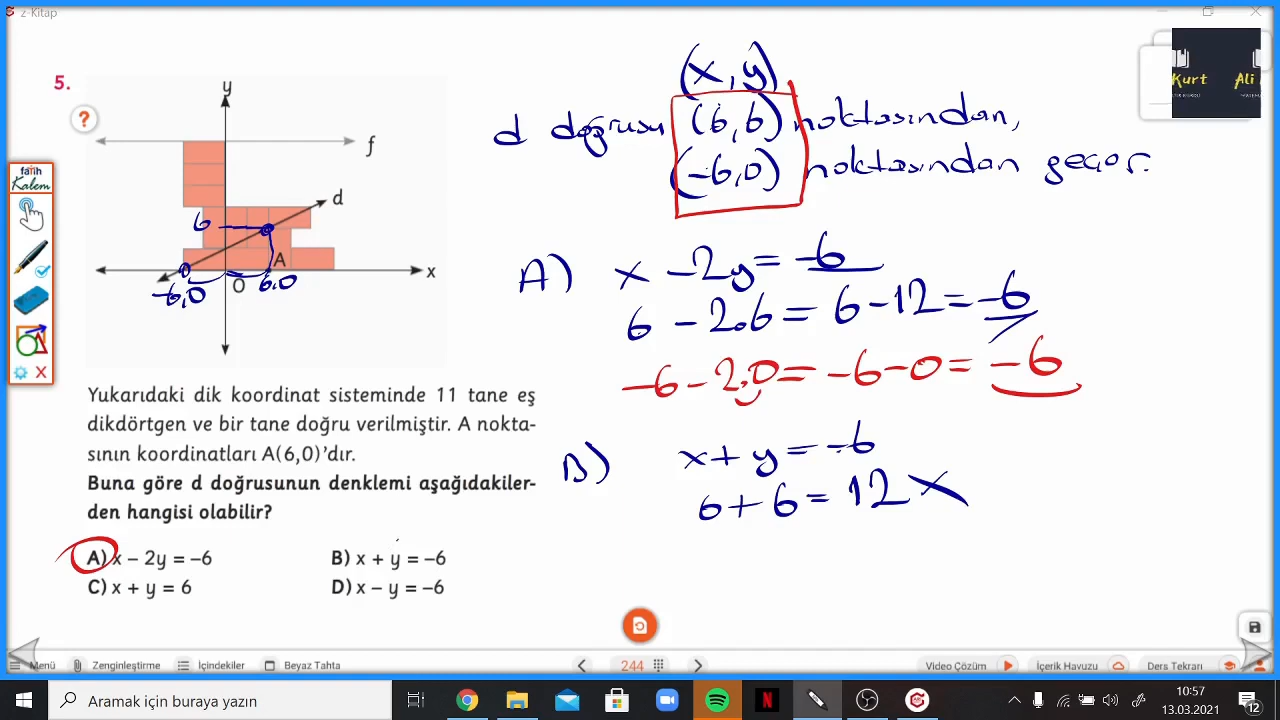 z-Kitap
Kurt Ali
5.
?
y
f
d
6
A
x
O
-6,0
6,0
fatih
Kalem
(x,y)
d doğrusu (6,6) noktasından,
(-6,0) noktasından geçer.
A) x - 2y = -6
6 - 2.6 = 6 - 12 = -6
-6 - 2.0 = -6 - 0 = -6
B) x + y = -6
6 + 6 = 12 X
Yukarıdaki dik koordinat sisteminde 11 tane eş
dikdörtgen ve bir tane doğru verilmiştir. A nokta-
sının koordinatları A(6,0)'dır.
Buna göre d doğrusunun denklemi aşağıdakiler-
den hangisi olabilir?
A) x – 2y = –6 B) x + y = –6
C) x + y = 6 D) x – y = –6
Menü Zenginleştirme İçindekiler Beyaz Tahta 244 Video Çözüm İçerik Havuzu Ders Tekrarı
Aramak için buraya yazın
10:57
13.03.2021
12